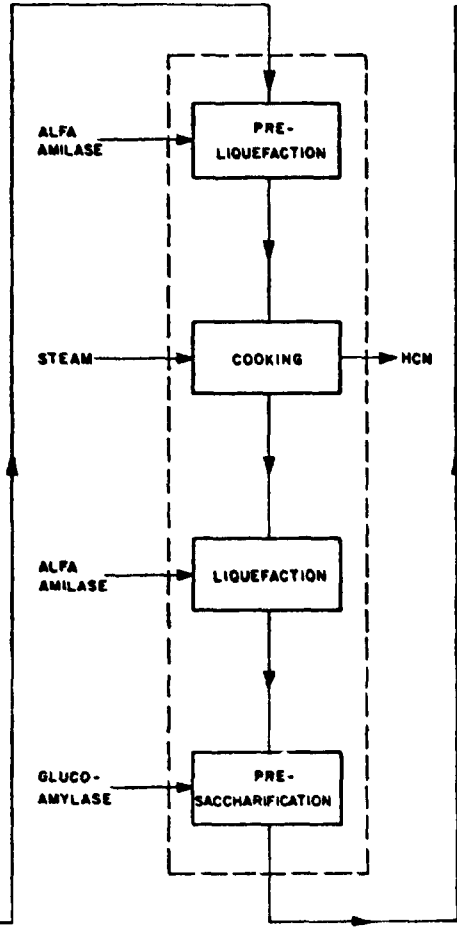 ALFA
AMILASE
PRE-
LIQUEFACTION
STEAM
COOKING
HCN
ALFA
AMILASE
LIQUEFACTION
GLUCO-
AMYLASE
PRE-
SACCHARIFICATION